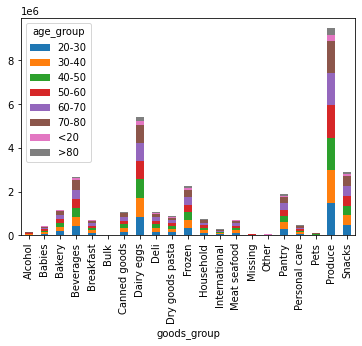 1e6
8
6
4
2
0
age_group
20-30
30-40
40-50
50-60
60-70
70-80
<20
>80
Alcohol
Babies
Bakery
Beverages
Breakfast
Bulk
Canned goods
Dairy eggs
Deli
Dry goods pasta
Frozen
Household
International
Meat seafood
Missing
Other
Pantry
Personal care
Pets
Produce
Snacks
goods_group